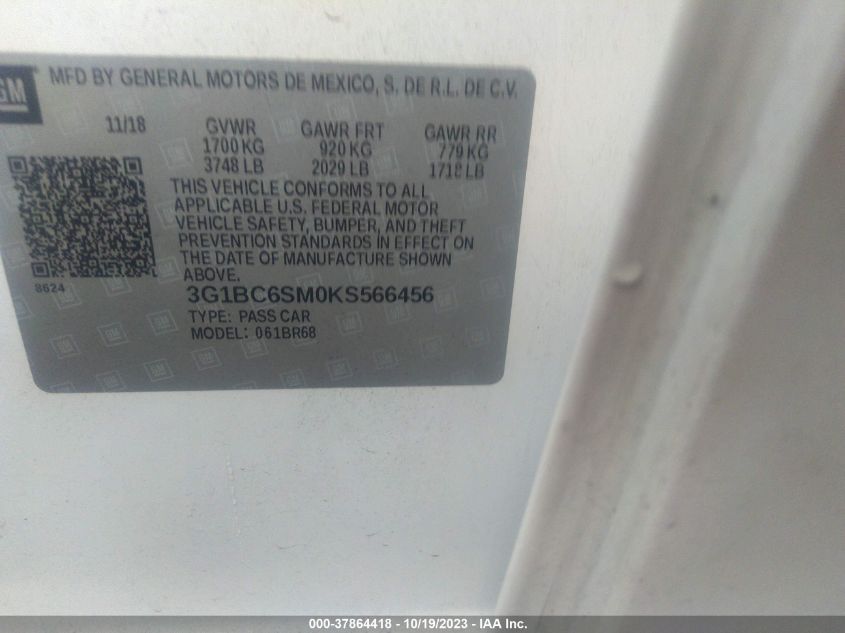 GM
MFD BY GENERAL MOTORS DE MEXICO, S. DE R.L. DE C.V.
11/18 GVWR GAWR FRT GAWR RR
1700 KG 920 KG 779 KG
3748 LB 2029 LB 1718 LB
THIS VEHICLE CONFORMS TO ALL
APPLICABLE U.S. FEDERAL MOTOR
VEHICLE SAFETY, BUMPER, AND THEFT
PREVENTION STANDARDS IN EFFECT ON
THE DATE OF MANUFACTURE SHOWN
ABOVE.
8624
3G1BC6SM0KS566456
TYPE: PASS CAR
MODEL: 061BR68
000-37864418 - 10/19/2023 - IAA Inc.